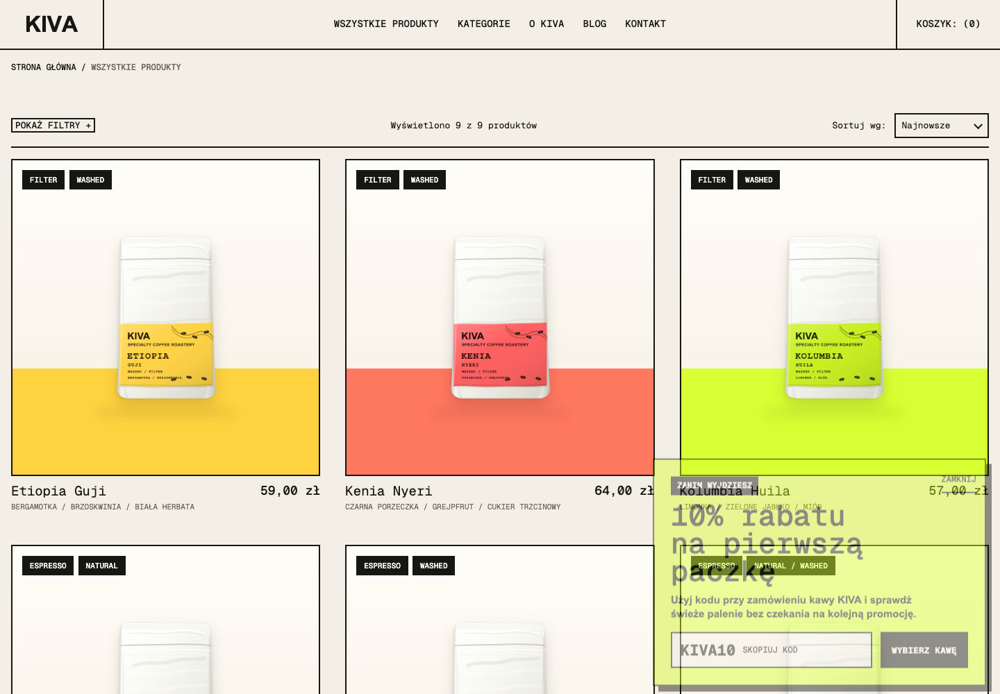 KIVA
WSZYSTKIE PRODUKTY KATEGORIE O KIVA BLOG KONTAKT
KOSZYK: (0)
STRONA GŁÓWNA / WSZYSTKIE PRODUKTY
POKAŻ FILTRY +
Wyświetlono 9 z 9 produktów
Sortuj wg: Najnowsze
FILTER WASHED
KIVA
SPECIALTY COFFEE ROASTERY
ETIOPIA
GUJI
WASHED / FILTER
BERGAMOTKA / BRZOSKWINIA
Etiopia Guji 59,00 zł
BERGAMOTKA / BRZOSKWINIA / BIAŁA HERBATA
FILTER WASHED
KIVA
SPECIALTY COFFEE ROASTERY
KENIA
NYERI
WASHED / FILTER
PORZECZKA / GREJPFRUT
Kenia Nyeri 64,00 zł
CZARNA PORZECZKA / GREJPFRUT / CUKIER TRZCINOWY
FILTER WASHED
KIVA
SPECIALTY COFFEE ROASTERY
KOLUMBIA
HUILA
WASHED / FILTER
LIMONKA / MIÓD
Kolumbia Huila 57,00 zł
LIMONKA / ZIELONE JABŁKO / MIÓD
ESPRESSO NATURAL
ESPRESSO WASHED
ESPRESSO NATURAL / WASHED
ZANIM WYJDZIESZ
ZAMKNIJ
10% rabatu
na pierwszą
paczkę
Użyj kodu przy zamówieniu kawy KIVA i sprawdź
świeże palenie bez czekania na kolejną promocję.
KIVA10 SKOPIUJ KOD
WYBIERZ KAWĘ